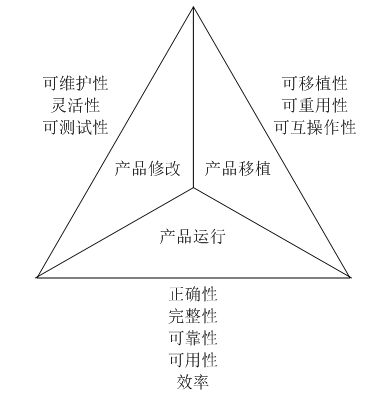 可维护性
灵活性
可测试性
可移植性
可重用性
可互操作性
产品修改
产品移植
产品运行
正确性
完整性
可靠性
可用性
效率